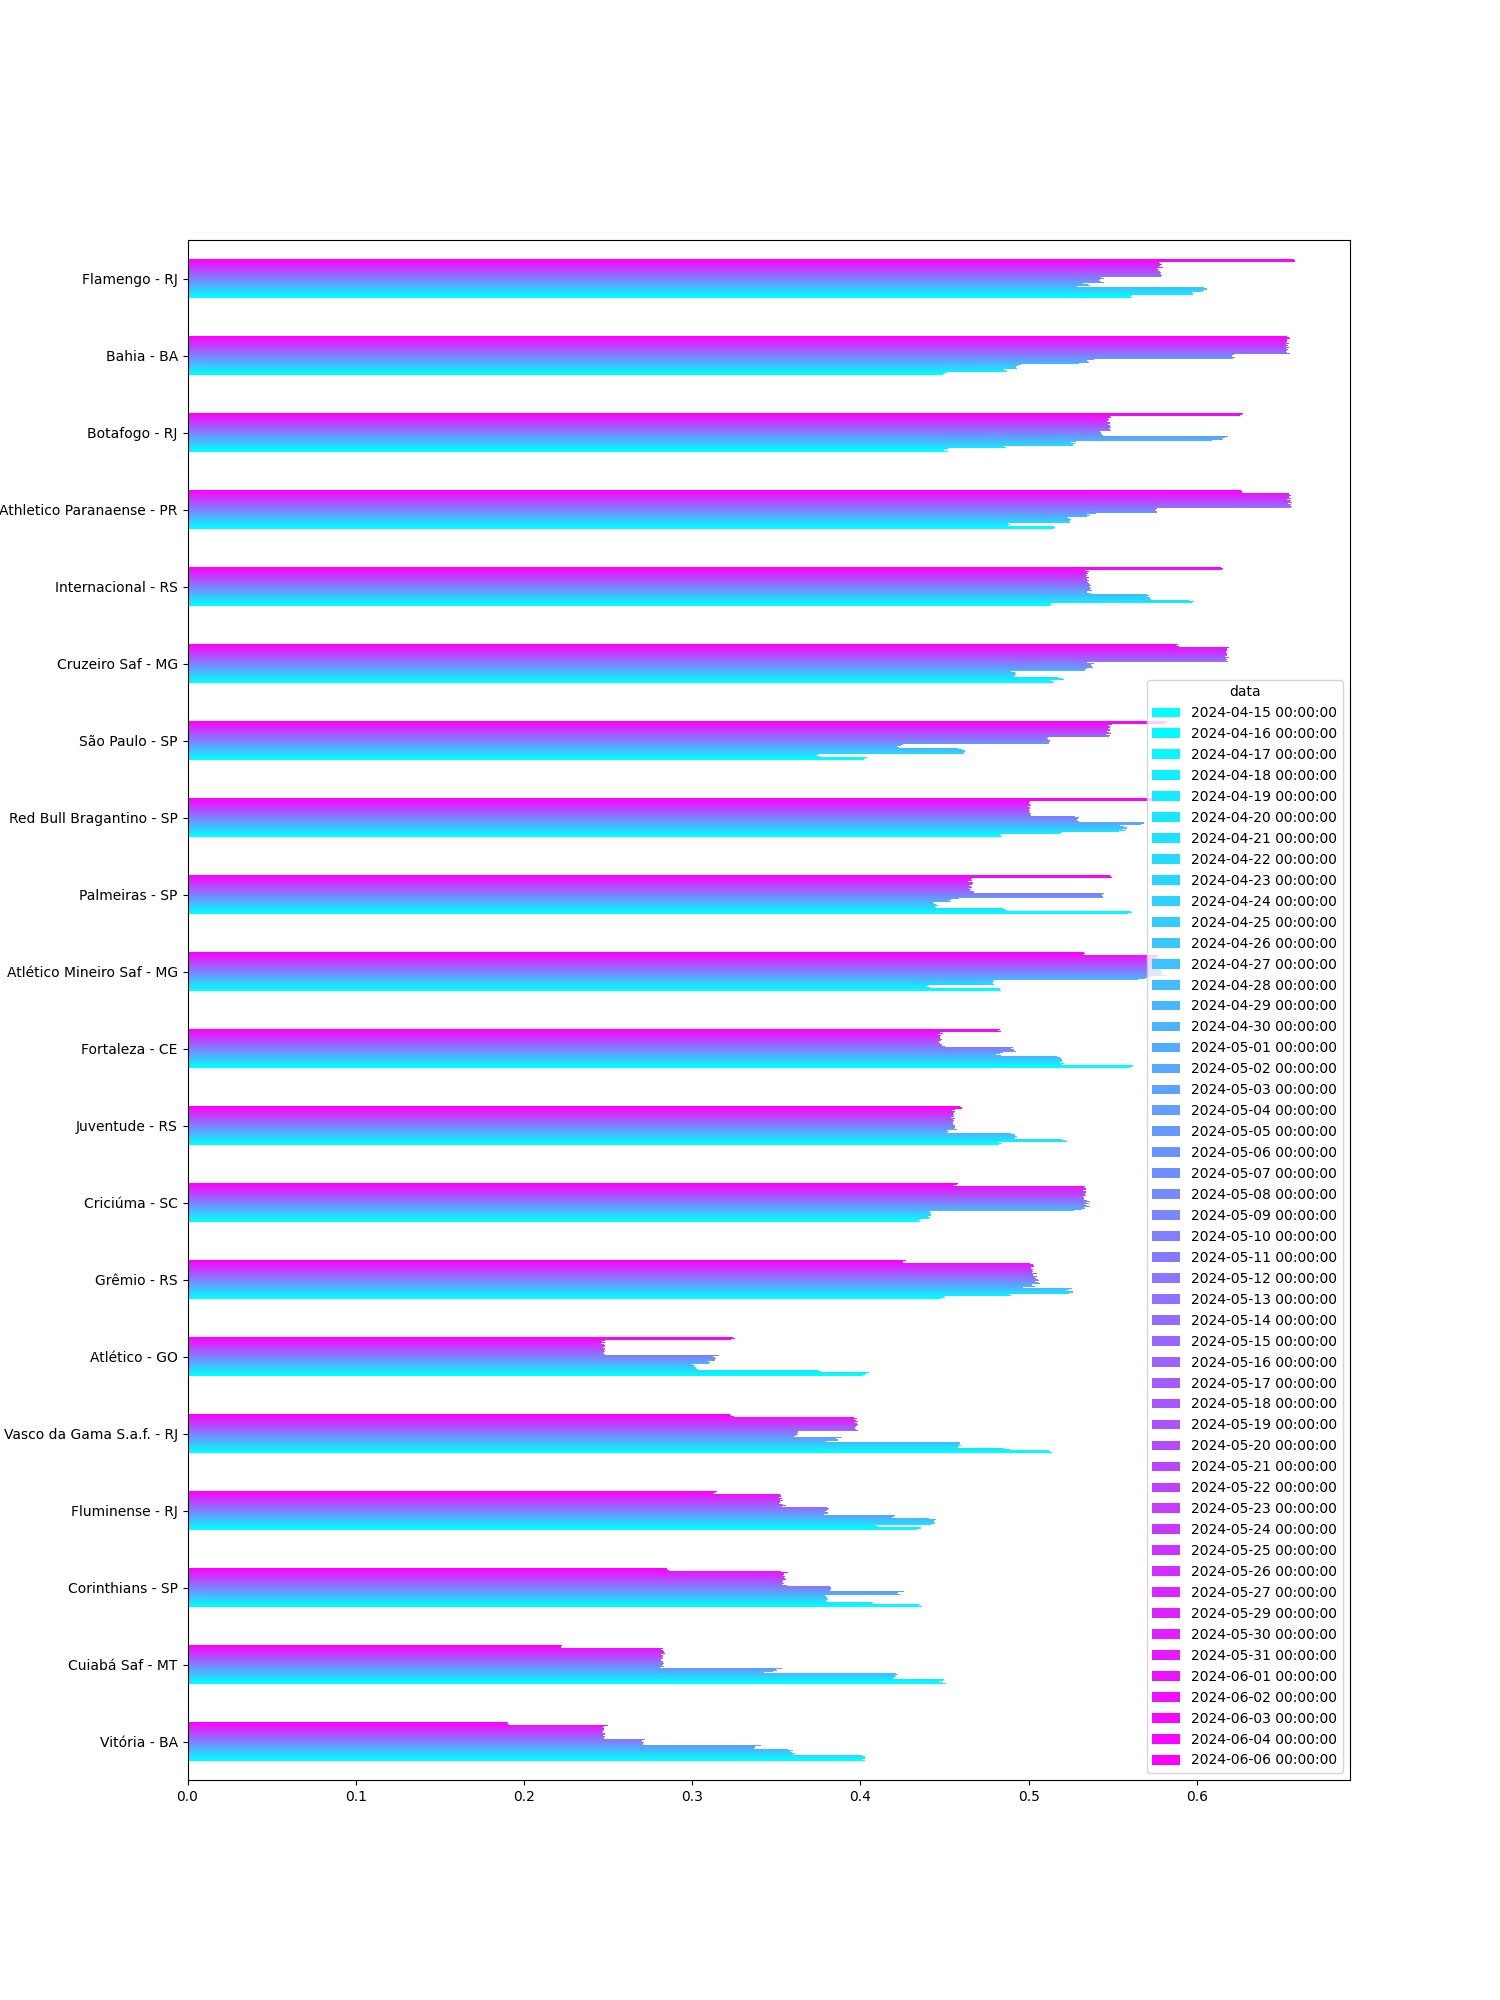 Flamengo - RJ
Bahia - BA
Botafogo - RJ
Athletico Paranaense - PR
Internacional - RS
Cruzeiro Saf - MG
São Paulo - SP
Red Bull Bragantino - SP
Palmeiras - SP
Atlético Mineiro Saf - MG
Fortaleza - CE
Juventude - RS
Criciúma - SC
Grêmio - RS
Atlético - GO
Vasco da Gama S.a.f. - RJ
Fluminense - RJ
Corinthians - SP
Cuiabá Saf - MT
Vitória - BA
data
2024-04-15 00:00:00
2024-04-16 00:00:00
2024-04-17 00:00:00
2024-04-18 00:00:00
2024-04-19 00:00:00
2024-04-20 00:00:00
2024-04-21 00:00:00
2024-04-22 00:00:00
2024-04-23 00:00:00
2024-04-24 00:00:00
2024-04-25 00:00:00
2024-04-26 00:00:00
2024-04-27 00:00:00
2024-04-28 00:00:00
2024-04-29 00:00:00
2024-04-30 00:00:00
2024-05-01 00:00:00
2024-05-02 00:00:00
2024-05-03 00:00:00
2024-05-04 00:00:00
2024-05-05 00:00:00
2024-05-06 00:00:00
2024-05-07 00:00:00
2024-05-08 00:00:00
2024-05-09 00:00:00
2024-05-10 00:00:00
2024-05-11 00:00:00
2024-05-12 00:00:00
2024-05-13 00:00:00
2024-05-14 00:00:00
2024-05-15 00:00:00
2024-05-16 00:00:00
2024-05-17 00:00:00
2024-05-18 00:00:00
2024-05-19 00:00:00
2024-05-20 00:00:00
2024-05-21 00:00:00
2024-05-22 00:00:00
2024-05-23 00:00:00
2024-05-24 00:00:00
2024-05-25 00:00:00
2024-05-26 00:00:00
2024-05-27 00:00:00
2024-05-29 00:00:00
2024-05-30 00:00:00
2024-05-31 00:00:00
2024-06-01 00:00:00
2024-06-02 00:00:00
2024-06-03 00:00:00
2024-06-04 00:00:00
2024-06-06 00:00:00
0.0 0.1 0.2 0.3 0.4 0.5 0.6